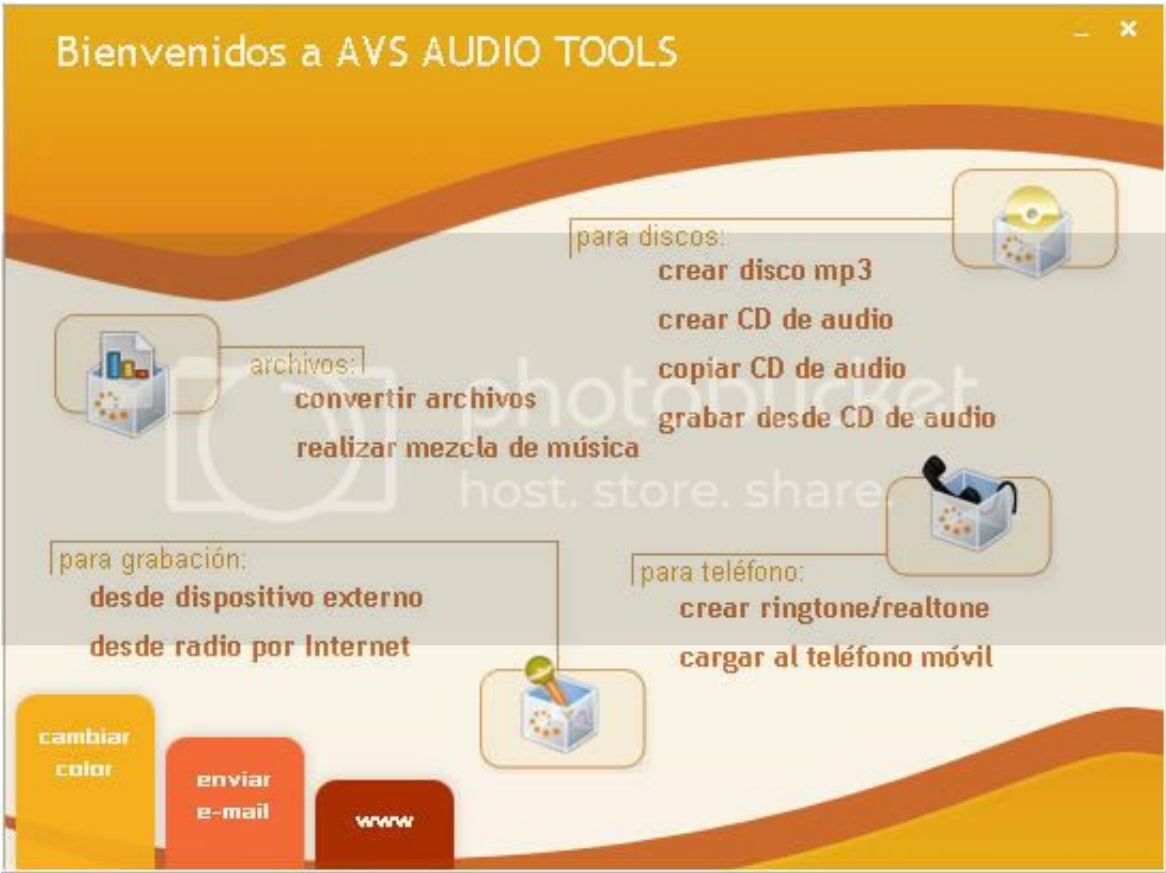 Bienvenidos a AVS AUDIO TOOLS
para discos:
crear disco mp3
crear CD de audio
copiar CD de audio
grabar desde CD de audio
archivos:
convertir archivos
realizar mezcla de música
photobucket
host. store. share.
para grabación:
desde dispositivo externo
desde radio por Internet
para teléfono:
crear ringtone/realtone
cargar al teléfono móvil
cambiar
color
enviar
e-mail
www